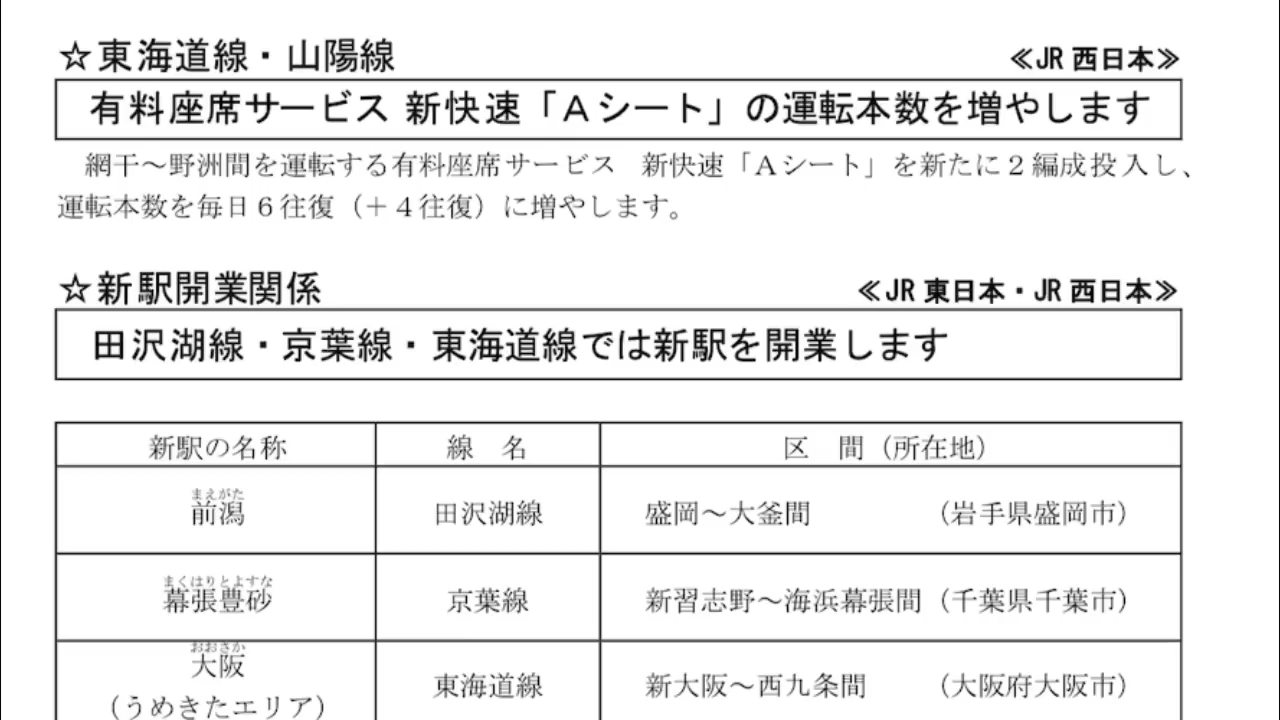 ☆東海道線・山陽線 ≪JR 西日本≫
有料座席サービス 新快速「Ａシート」の運転本数を増やします
網干～野洲間を運転する有料座席サービス 新快速「Ａシート」を新たに２編成投入し、
運転本数を毎日６往復（＋４往復）に増やします。
☆新駅開業関係 ≪JR 東日本・JR 西日本≫
田沢湖線・京葉線・東海道線では新駅を開業します
新駅の名称 線 名 区 間（所在地）
まえがた
前潟 田沢湖線 盛岡～大釜間 （岩手県盛岡市）
まくはりとよすな
幕張豊砂 京葉線 新習志野～海浜幕張間（千葉県千葉市）
おおさか
大阪
（うめきたエリア） 東海道線 新大阪～西九条間 （大阪府大阪市）